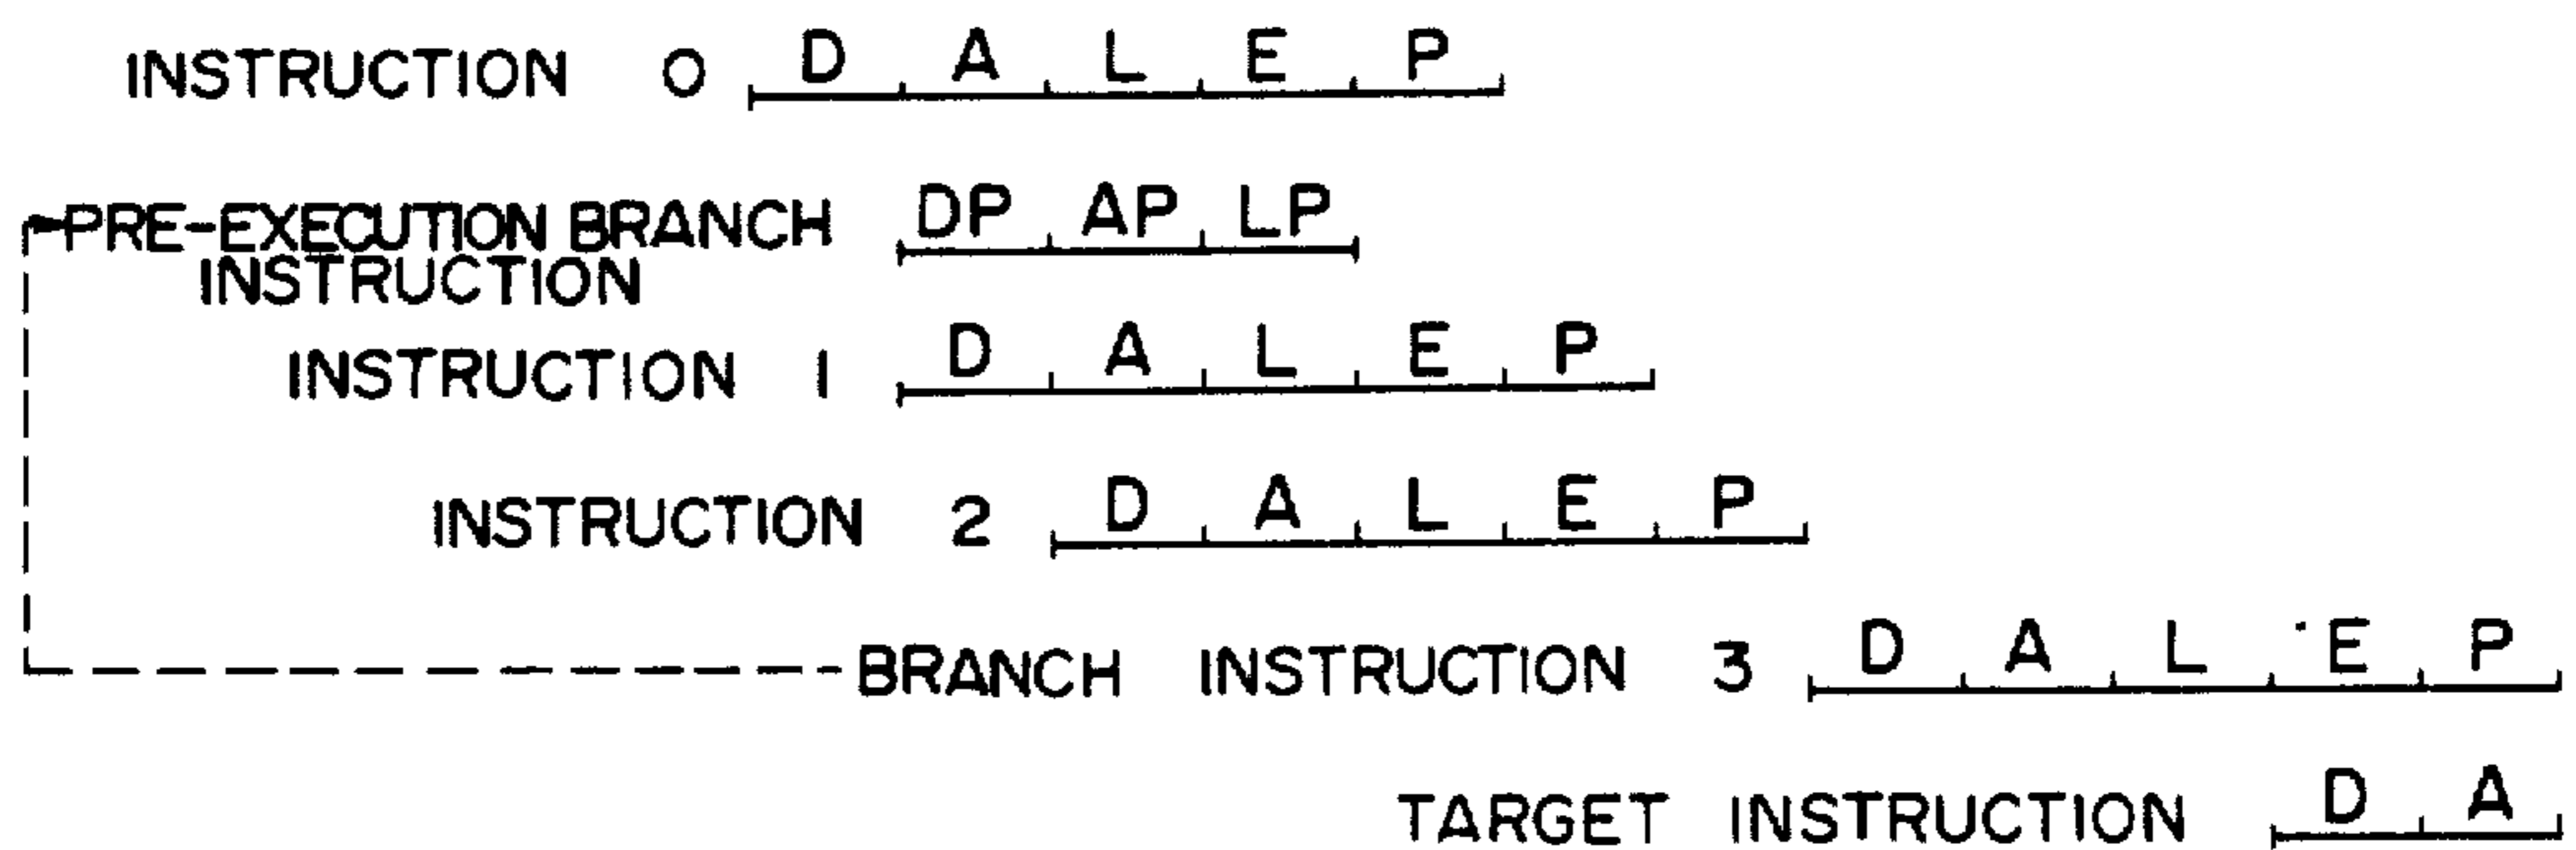 INSTRUCTION 0 D A L E P
PRE-EXECUTION BRANCH DP AP LP
INSTRUCTION
INSTRUCTION 1 D A L E P
INSTRUCTION 2 D A L E P
BRANCH INSTRUCTION 3 D A L E P
TARGET INSTRUCTION D A